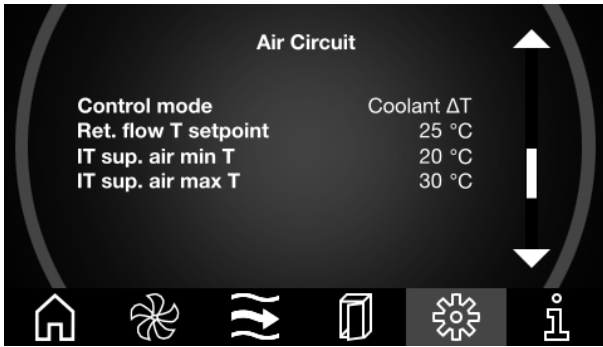 Air Circuit
Control mode Coolant ΔT
Ret. flow T setpoint 25 °C
IT sup. air min T 20 °C
IT sup. air max T 30 °C